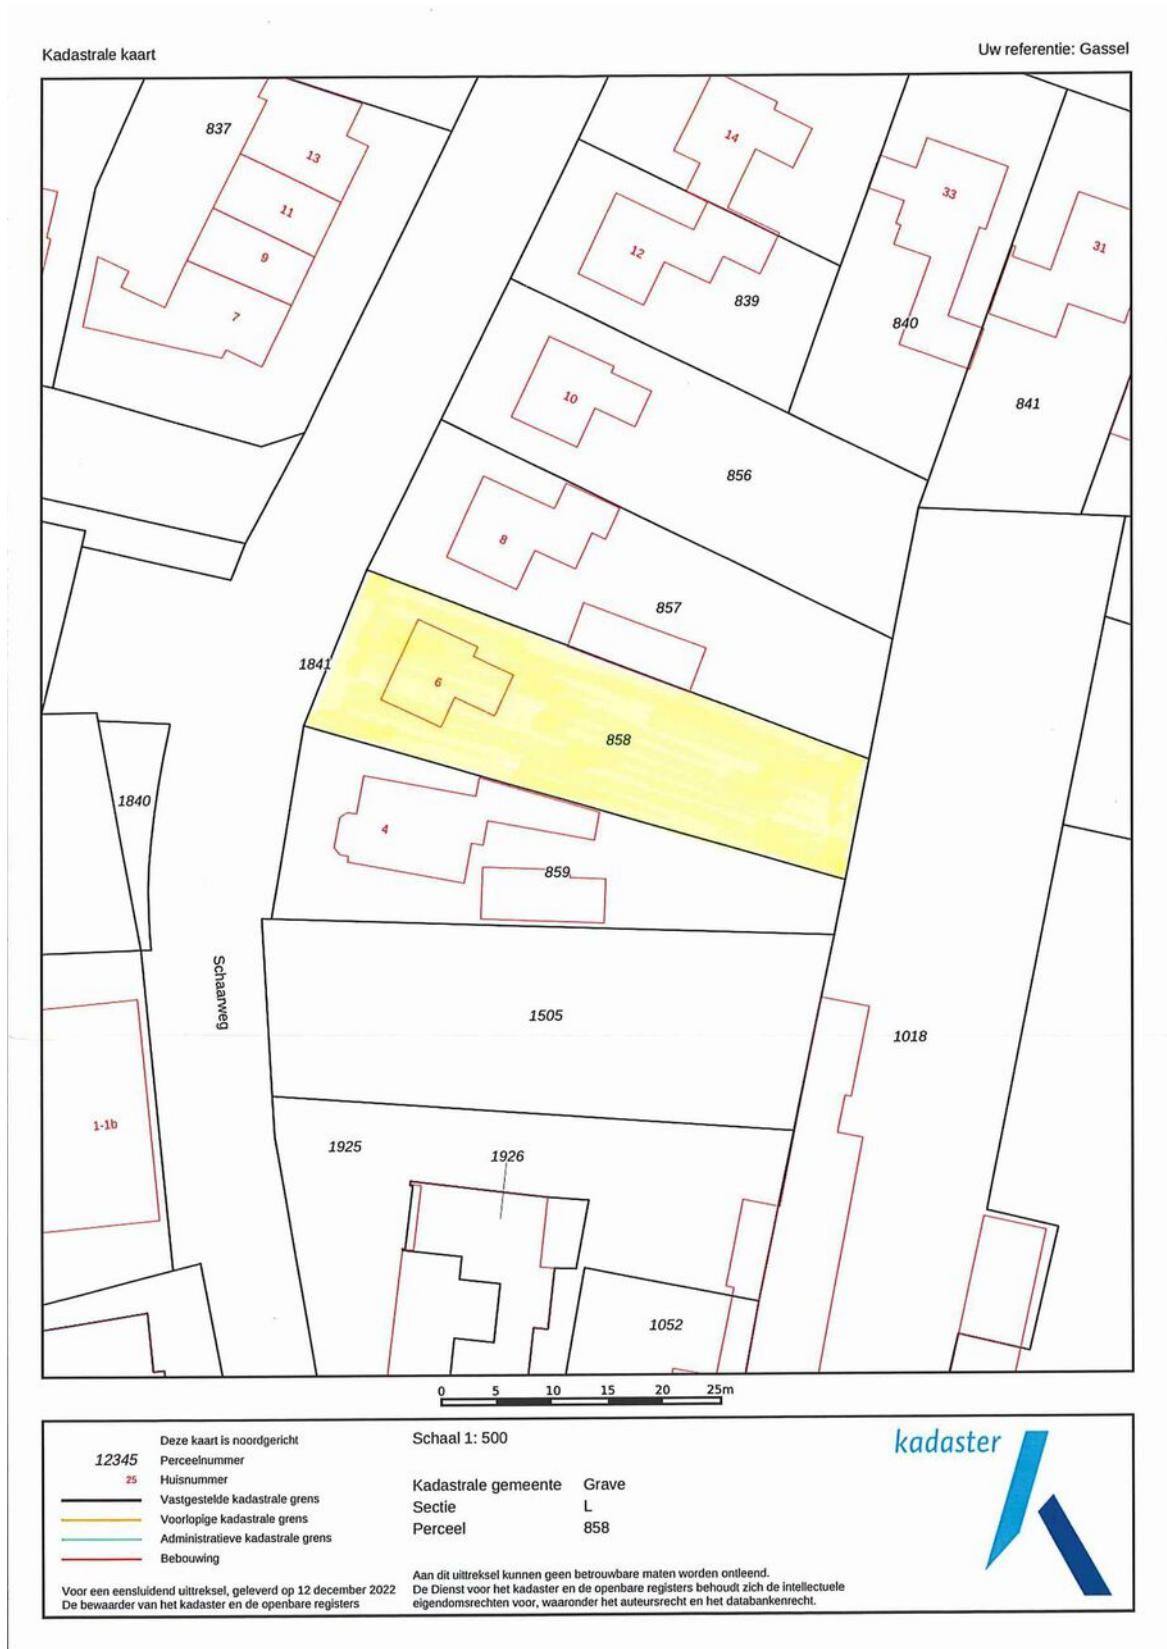 Kadastrale kaart
Uw referentie: Gassel
837
13
11
9
7
14
12
839
33
840
31
841
10
856
8
857
1841
6
858
1840
4
859
Schaarweg
1505
1018
1-1b
1925
1926
1052
0 5 10 15 20 25m
Deze kaart is noordgericht
12345 Perceelnummer
25 Huisnummer
Vastgestelde kadastrale grens
Voorlopige kadastrale grens
Administratieve kadastrale grens
Bebouwing
Voor een eensluidend uittreksel, geleverd op 12 december 2022
De bewaarder van het kadaster en de openbare registers
Schaal 1: 500
Kadastrale gemeente Grave
Sectie L
Perceel 858
Aan dit uittreksel kunnen geen betrouwbare maten worden ontleend.
De Dienst voor het kadaster en de openbare registers behoudt zich de intellectuele
eigendomsrechten voor, waaronder het auteursrecht en het databankenrecht.
kadaster